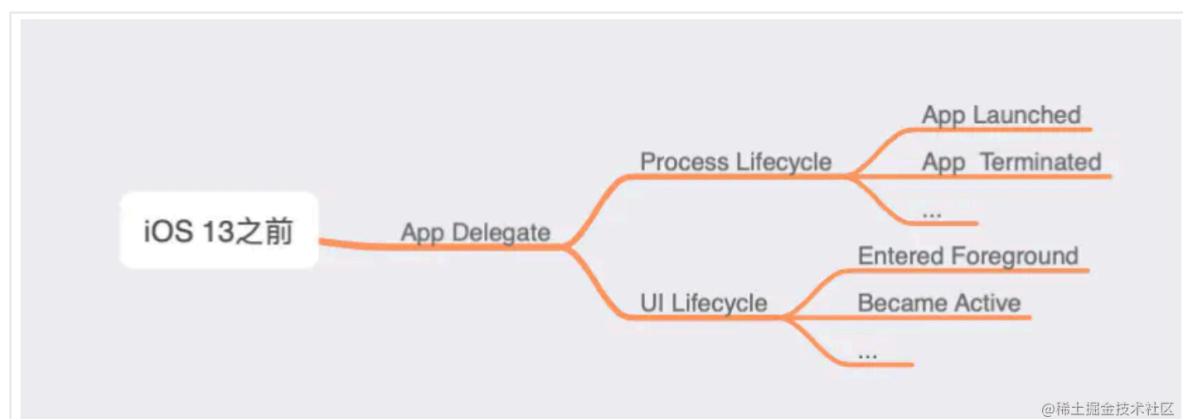 iOS 13之前
App Delegate
Process Lifecycle
App Launched
App  Terminated
...
UI Lifecycle
Entered Foreground
Became Active
...
@稀土掘金技术社区